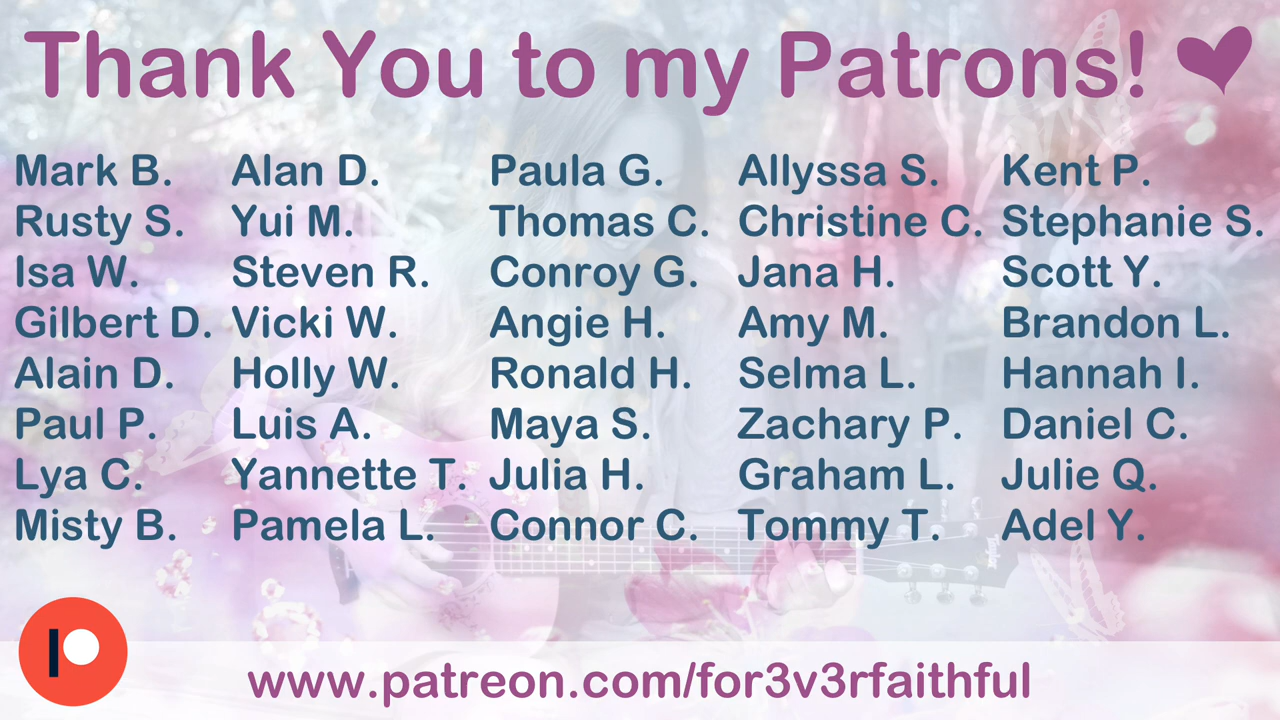 Thank You to my Patrons!
Mark B. Alan D. Paula G. Allyssa S. Kent P.
Rusty S. Yui M. Thomas C. Christine C. Stephanie S.
Isa W. Steven R. Conroy G. Jana H. Scott Y.
Gilbert D. Vicki W. Angie H. Amy M. Brandon L.
Alain D. Holly W. Ronald H. Selma L. Hannah I.
Paul P. Luis A. Maya S. Zachary P. Daniel C.
Lya C. Yannette T. Julia H. Graham L. Julie Q.
Misty B. Pamela L. Connor C. Tommy T. Adel Y.
www.patreon.com/for3v3rfaithful